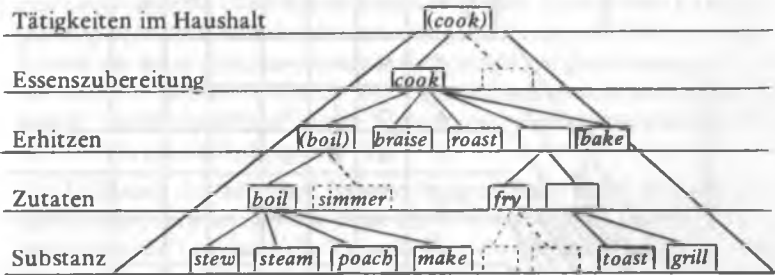 Tätigkeiten im Haushalt (cook)
Essenszubereitung cook
Erhitzen (boil) braise roast bake
Zutaten boil simmer fry
Substanz stew steam poach make toast grill